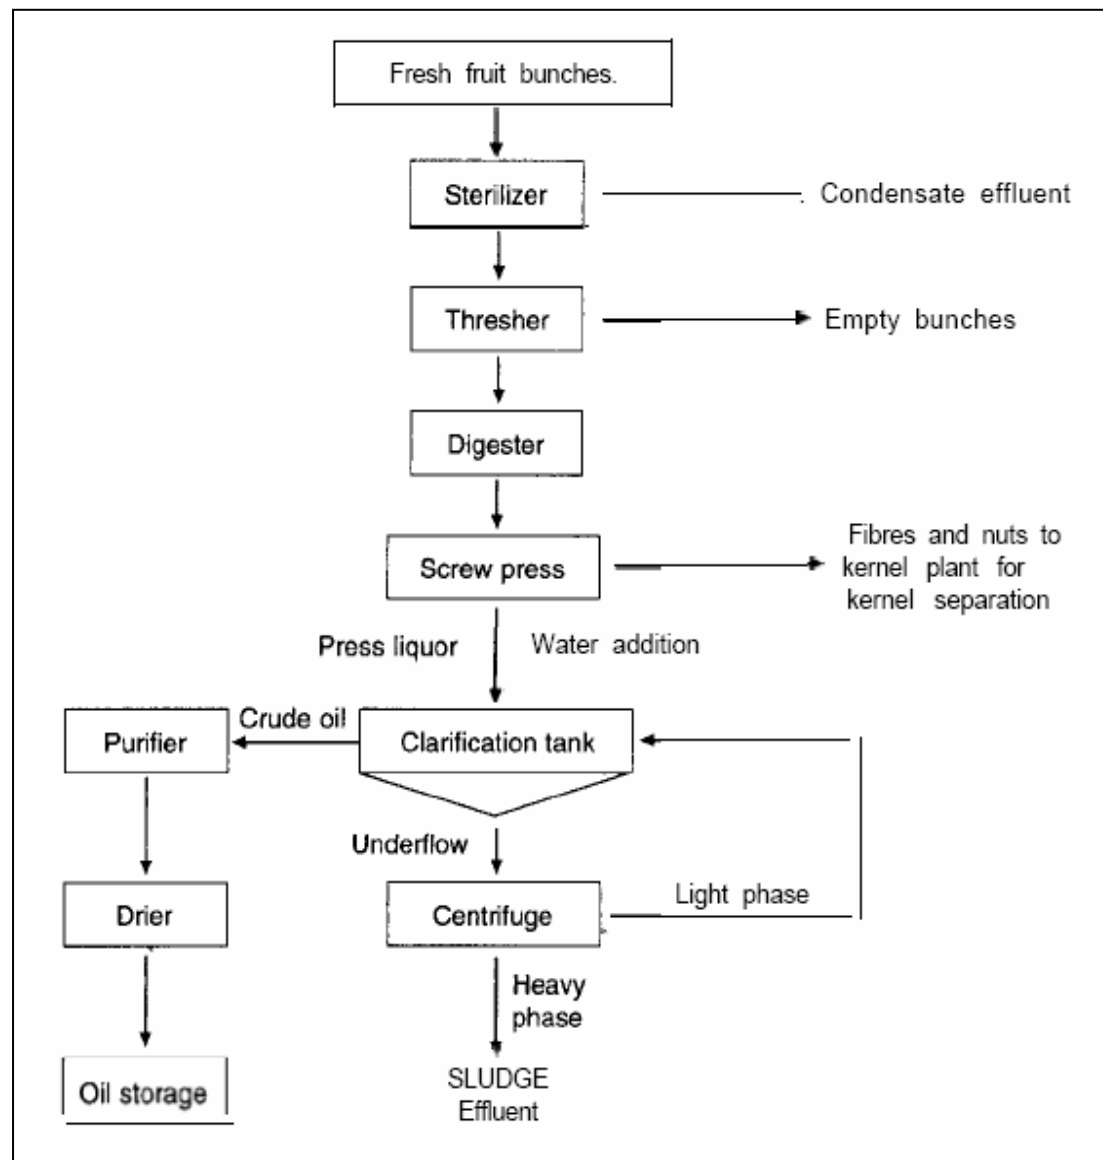 Fresh fruit bunches.
Sterilizer
Condensate effluent
Thresher
Empty bunches
Digester
Screw press
Fibres and nuts to
kernel plant for
kernel separation
Press liquor
Water addition
Purifier
Crude oil
Clarification tank
Underflow
Drier
Centrifuge
Light phase
Heavy
phase
Oil storage
SLUDGE
Effluent